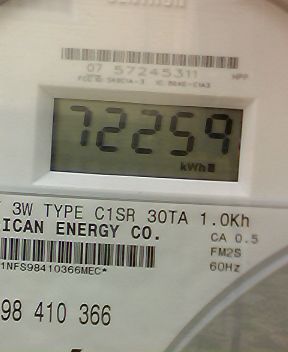 07 57245311
72259
kWh
3W TYPE C1SR 30TA 1.0Kh
ICAN ENERGY CO.
CA 0.5
FM2S
1NFS98410366MEC*
60Hz
98 410 366